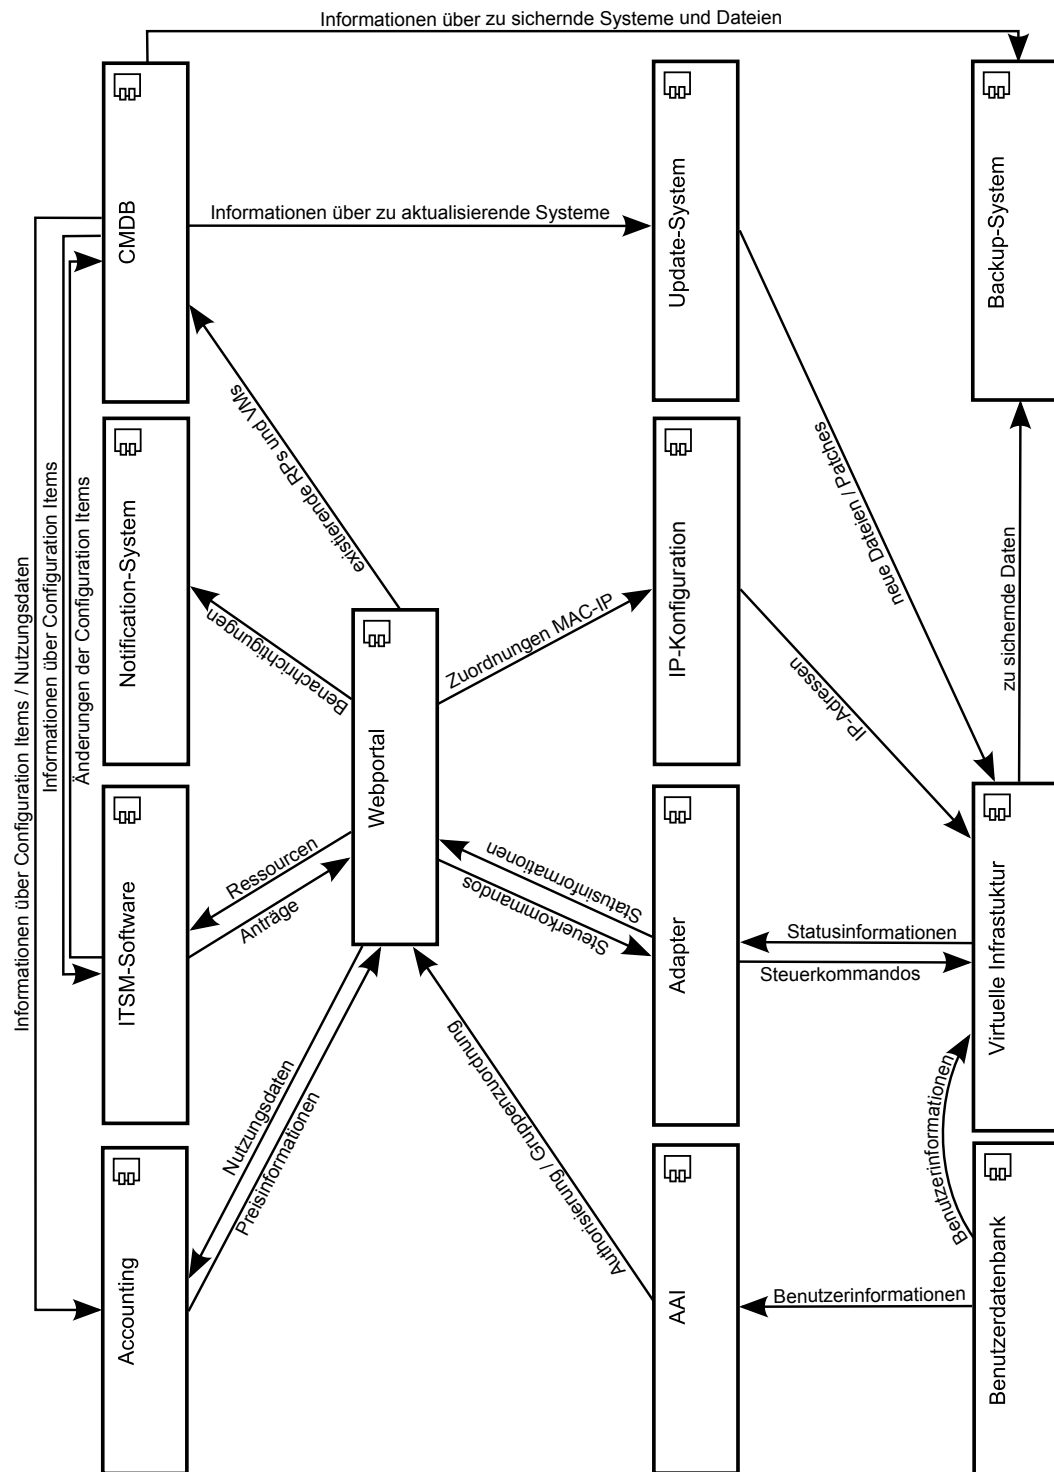 Informationen über zu sichernde Systeme und Dateien
CMDB
Informationen über zu aktualisierende Systeme
Update-System
Backup-System
Informationen über Configuration Items / Nutzungsdaten
Informationen über Configuration Items
Änderungen der Configuration Items
existierende RPs und VMs
neue Dateien / Patches
Notification-System
Benachrichtigungen
Zuordnungen MAC-IP
IP-Konfiguration
IP-Adressen
zu sichernde Daten
Webportal
ITSM-Software
Ressourcen
Anträge
Statusinformationen
Steuerkommandos
Adapter
Statusinformationen
Steuerkommandos
Virtuelle Infrastuktur
Nutzungsdaten
Preisinformationen
Authorisierung / Gruppenzuordnung
Benutzerinformationen
Accounting
AAI
Benutzerinformationen
Benutzerdatenbank